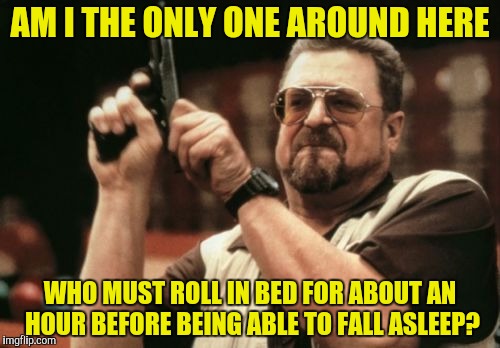 AM I THE ONLY ONE AROUND HERE
WHO MUST ROLL IN BED FOR ABOUT AN
HOUR BEFORE BEING ABLE TO FALL ASLEEP?
imgflip.com